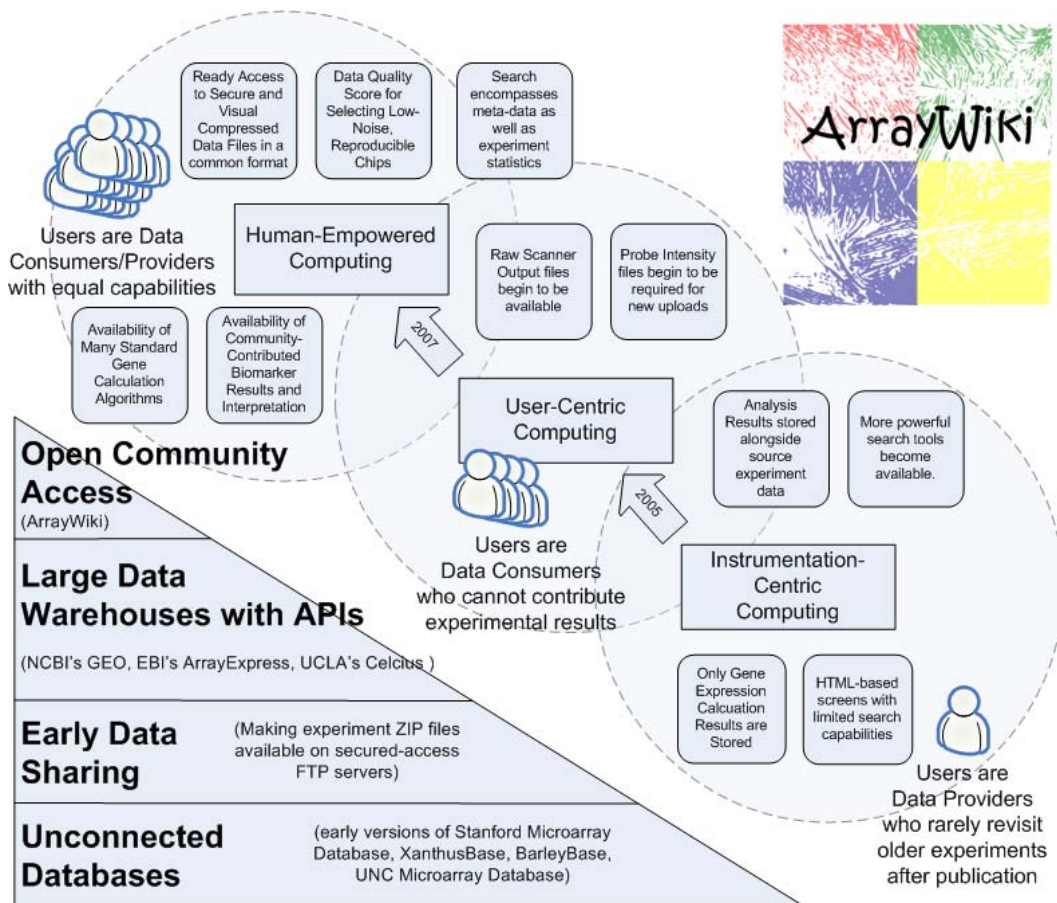 Ready Access
to Secure and
Visual
Compressed
Data Files in a
common format
Data Quality
Score for
Selecting Low-
Noise,
Reproducible
Chips
Search
encompasses
meta-data as
well as
experiment
statistics
ArrayWiki
Users are Data
Consumers/Providers
with equal capabilities
Human-Empowered
Computing
Raw Scanner
Output files
begin to be
available
Probe Intensity
files begin to be
required for
new uploads
Availability of
Many Standard
Gene
Calculation
Algorithms
Availability of
Community-
Contributed
Biomarker
Results and
Interpretation
2007
User-Centric
Computing
Analysis
Results stored
alongside
source
experiment
data
More powerful
search tools
become
available.
2005
Users are
Data Consumers
who cannot contribute
experimental results
Instrumentation-
Centric
Computing
Only Gene
Expression
Calcuation
Results are
Stored
HTML-based
screens with
limited search
capabilities
Users are
Data Providers
who rarely revisit
older experiments
after publication
Open Community
Access
(ArrayWiki)
Large Data
Warehouses with APIs
(NCBI's GEO, EBI's ArrayExpress, UCLA's Celcius )
Early Data
Sharing
(Making experiment ZIP files
available on secured-access
FTP servers)
Unconnected
Databases
(early versions of Stanford Microarray
Database, XanthusBase, BarleyBase,
UNC Microarray Database)